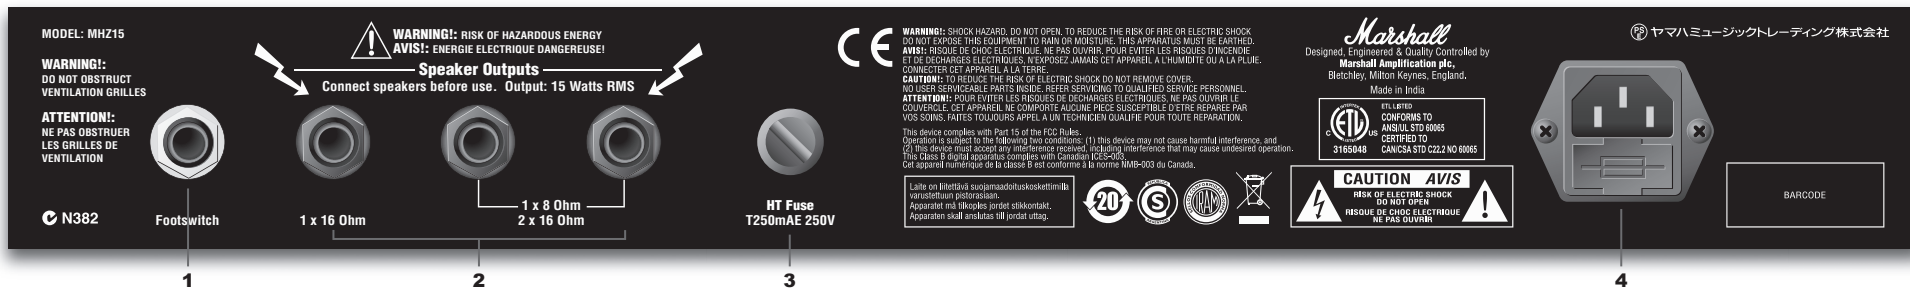 MODEL: MHZ15
WARNING!:
DO NOT OBSTRUCT
VENTILATION GRILLES
ATTENTION!:
NE PAS OBSTRUER
LES GRILLES DE
VENTILATION
N382
Footswitch
WARNING!: RISK OF HAZARDOUS ENERGY
AVIS!: ENERGIE ELECTRIQUE DANGEREUSE!
Speaker Outputs
Connect speakers before use. Output: 15 Watts RMS
1 x 16 Ohm
1 x 8 Ohm
2 x 16 Ohm
HT Fuse
T250mAE 250V
CE
WARNING!: SHOCK HAZARD. DO NOT OPEN. TO REDUCE THE RISK OF FIRE OR ELECTRIC SHOCK
DO NOT EXPOSE THIS EQUIPMENT TO RAIN OR MOISTURE. THIS APPARATUS MUST BE EARTHED.
AVIS!: RISQUE DE CHOC ELECTRIQUE. NE PAS OUVRIR. POUR EVITER LES RISQUES D'INCENDIE
ET DE DECHARGES ELECTRIQUES, N'EXPOSEZ JAMAIS CET APPAREIL A L'HUMIDITE OU A LA PLUIE.
CONNECTER CET APPAREIL A LA TERRE.
CAUTION!: TO REDUCE THE RISK OF ELECTRIC SHOCK DO NOT REMOVE COVER.
NO USER SERVICEABLE PARTS INSIDE. REFER SERVICING TO QUALIFIED SERVICE PERSONNEL.
ATTENTION!: POUR EVITER LES RISQUES DE DECHARGES ELECTRIQUES, NE PAS OUVRIR LE
COUVERCLE. CET APPAREIL NE COMPORTE AUCUNE PIECE SUSCEPTIBLE D'ETRE REPAREE PAR
VOS SOINS. FAITES TOUJOURS APPEL A UN TECHNICIEN QUALIFIE POUR TOUTE REPARATION.
This device complies with Part 15 of the FCC Rules.
Operation is subject to the following two conditions: (1) this device may not cause harmful interference, and
(2) this device must accept any interference received, including interference that may cause undesired operation.
This Class B digital apparatus complies with Canadian ICES-003.
Cet appareil numérique de la classe B est conforme à la norme NMB-003 du Canada.
Laite on liitettävä suojamaadoituskoskettimilla
varustettuun pistorasiaan.
Apparatet må tilkoples jordet stikkontakt.
Apparaten skall anslutas till jordat uttag.
20
S
IRAM
Marshall
Designed, Engineered & Quality Controlled by
Marshall Amplification plc,
Bletchley, Milton Keynes, England.
Made in India
INTERTEK
C ETL US
3165048
ETL LISTED
CONFORMS TO
ANSI/UL STD 60065
CERTIFIED TO
CAN/CSA STD C22.2 NO 60065
CAUTION AVIS
RISK OF ELECTRIC SHOCK
DO NOT OPEN
RISQUE DE CHOC ELECTRIQUE
NE PAS OUVRIR
PS ヤマハミュージックトレーディング株式会社
BARCODE
1
2
3
4